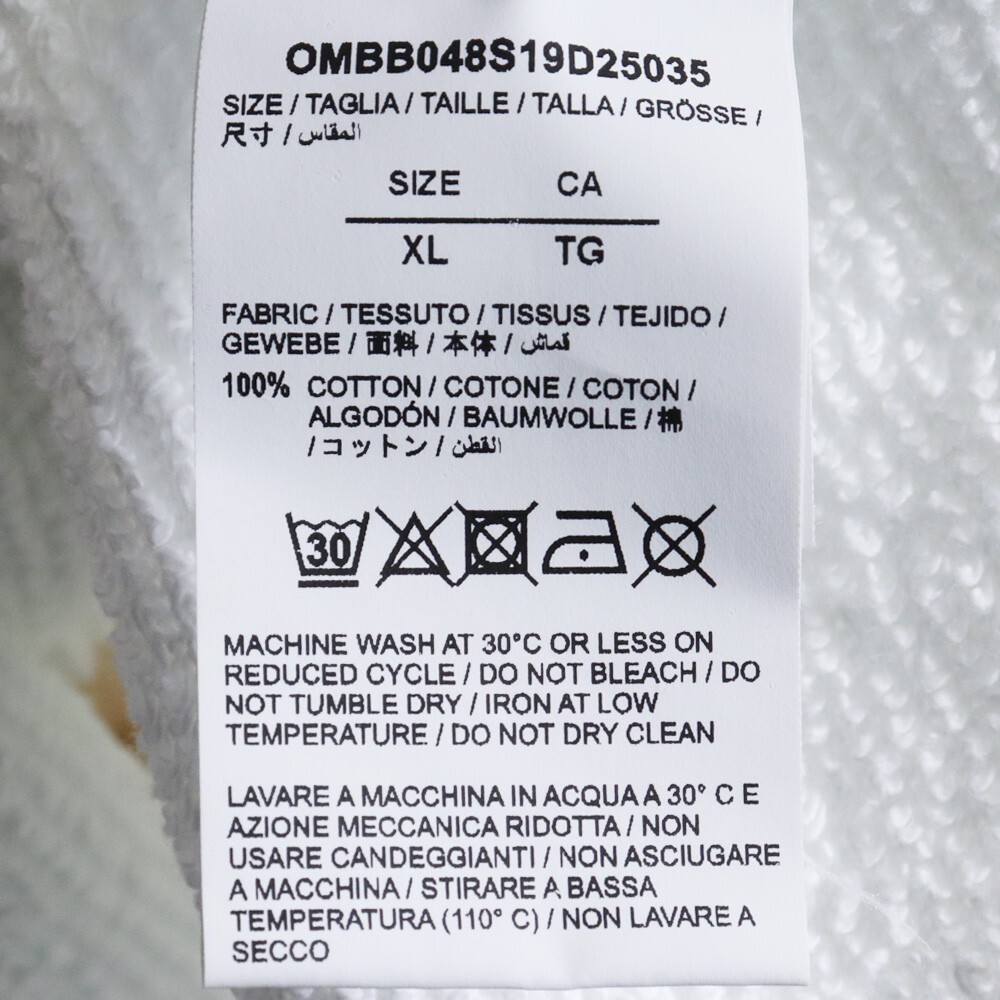 OMBB048S19D25035
SIZE / TAGLIA / TAILLE / TALLA / GRÖSSE /
尺寸 / المقاس
SIZE CA
XL TG
FABRIC / TESSUTO / TISSUS / TEJIDO /
GEWEBE / 面料 / 本体 / قماش
100% COTTON / COTONE / COTON /
ALGODÓN / BAUMWOLLE / 棉
/ コットン / القطن
30
MACHINE WASH AT 30°C OR LESS ON
REDUCED CYCLE / DO NOT BLEACH / DO
NOT TUMBLE DRY / IRON AT LOW
TEMPERATURE / DO NOT DRY CLEAN
LAVARE A MACCHINA IN ACQUA A 30° C E
AZIONE MECCANICA RIDOTTA / NON
USARE CANDEGGIANTI / NON ASCIUGARE
A MACCHINA / STIRARE A BASSA
TEMPERATURA (110° C) / NON LAVARE A
SECCO